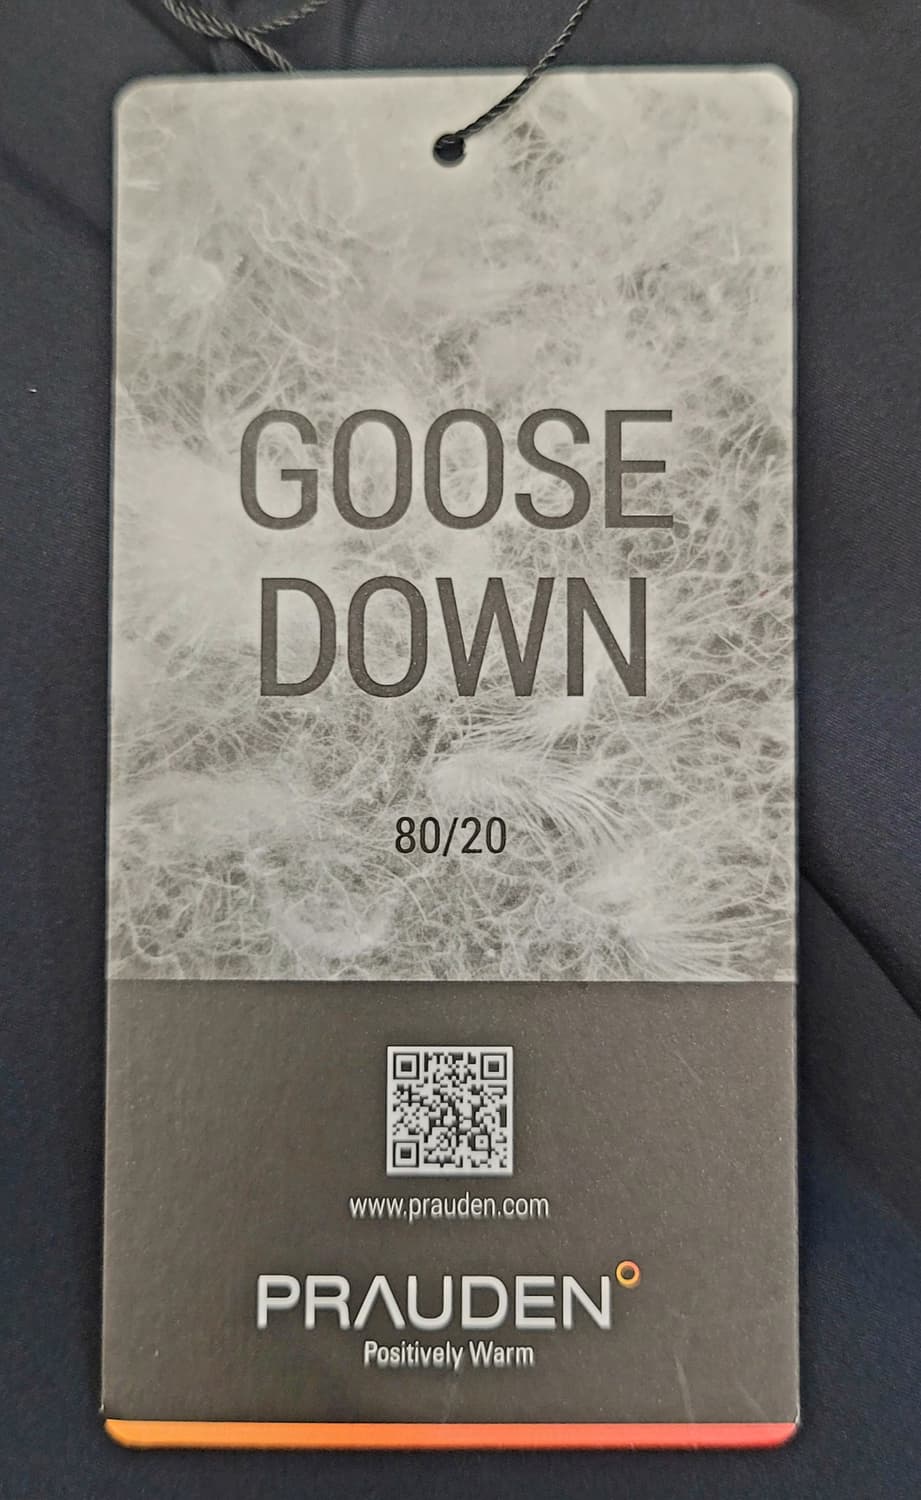 GOOSE
DOWN
80/20
www.prauden.com
PRAUDEN
Positively Warm